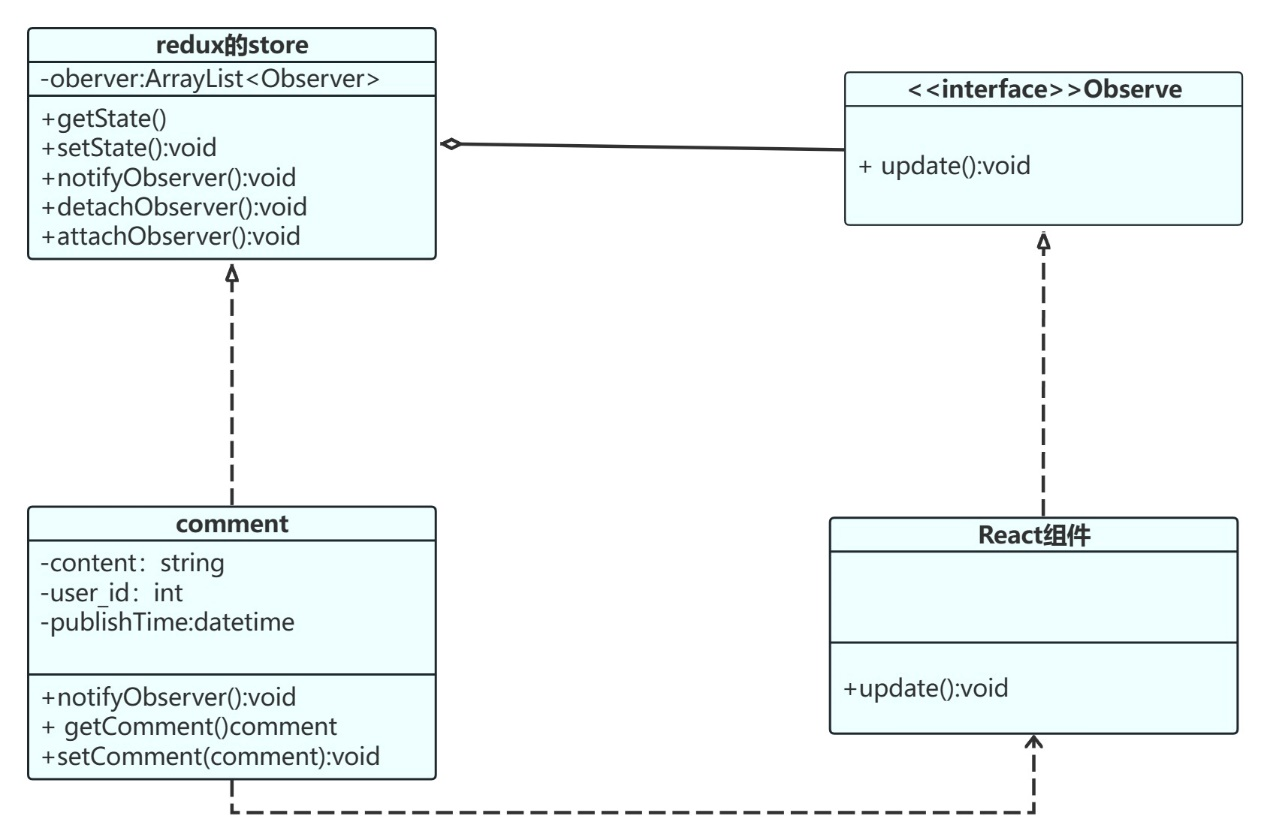 redux的store
-oberver:ArrayList<Observer>
+getState()
+setState():void
+notifyObserver():void
+detachObserver():void
+attachObserver():void
<<interface>>Observe
+ update():void
comment
-content：string
-user_id：int
-publishTime:datetime
+notifyObserver():void
+ getComment()comment
+setComment(comment):void
React组件
+update():void